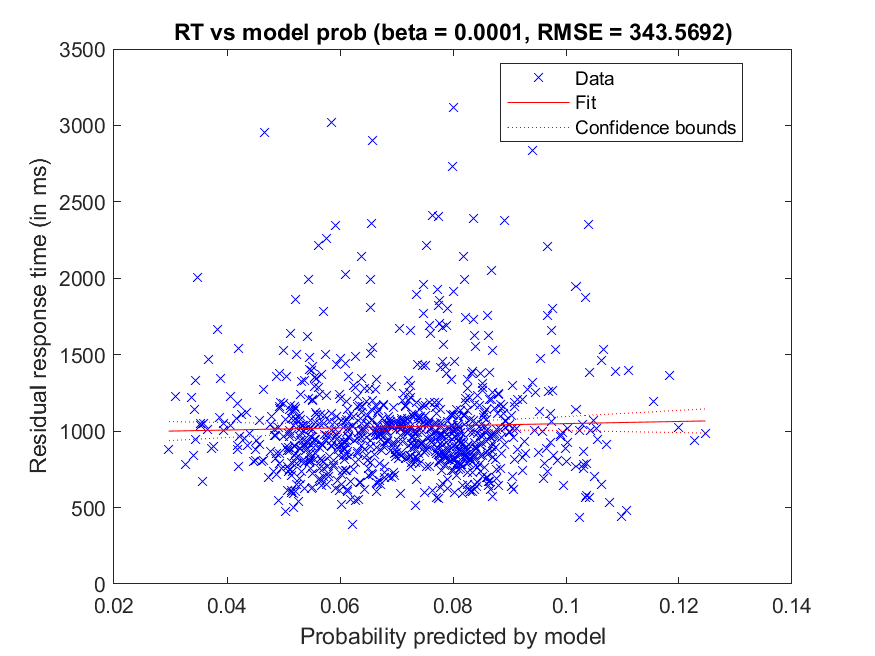 RT vs model prob (beta = 0.0001, RMSE = 343.5692)
3500
3000
2500
2000
1500
1000
500
0
Residual response time (in ms)
Data
Fit
Confidence bounds
0.02 0.04 0.06 0.08 0.1 0.12 0.14
Probability predicted by model